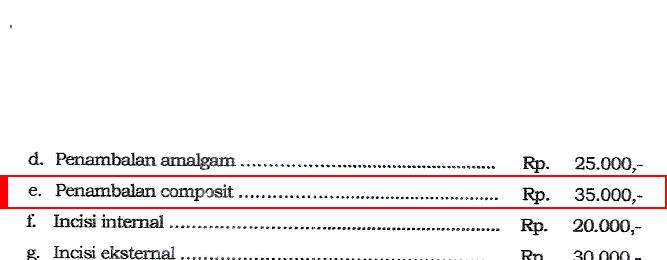 d. Penambalan amalgam ................................................ Rp. 25.000,-
e. Penambalan composit ................................................ Rp. 35.000,-
f. Incisi internal ............................................................ Rp. 20.000,-
g. Incisi eksternal .......................................................... Rp. 30.000,-